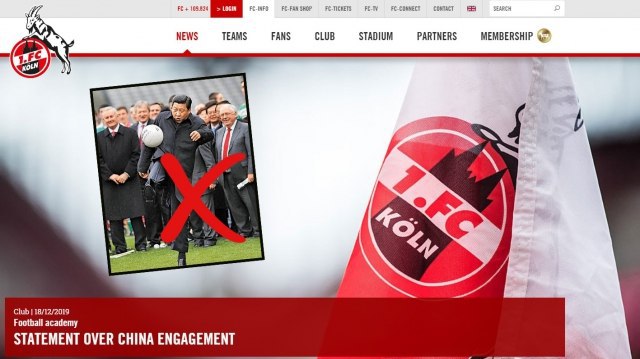 FC + 109.824
> LOGIN
FC-INFO
FC-FAN SHOP
FC-TICKETS
FC-TV
FC-CONNECT
CONTACT
SEARCH
NEWS
TEAMS
FANS
CLUB
STADIUM
PARTNERS
MEMBERSHIP
1.FC
KÖLN
1.FC
KÖLN
Club | 18/12/2019
Football academy
STATEMENT OVER CHINA ENGAGEMENT